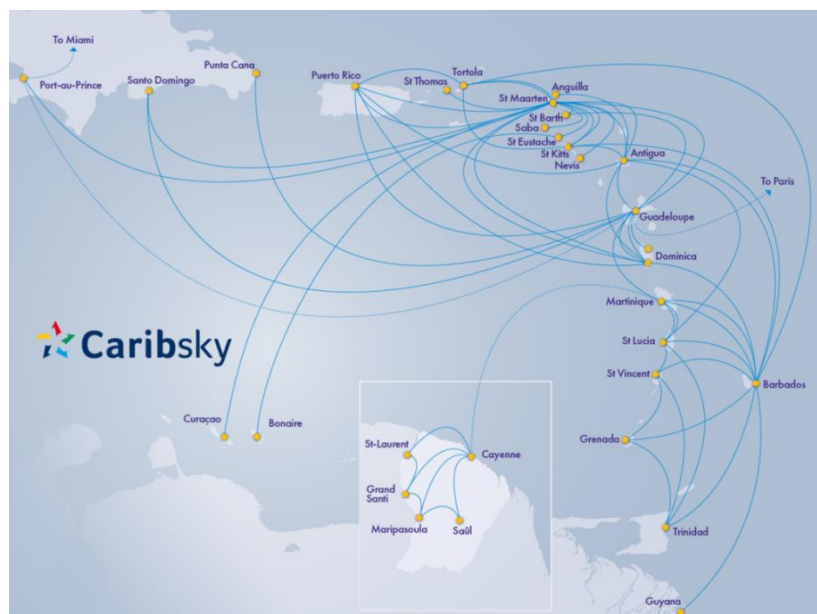 To Miami
Port-au-Prince
Santo Domingo
Punta Cana
Puerto Rico
St Thomas
Tortola
Anguilla
St Maarten
St Barth
Saba
St Eustache
St Kitts
Nevis
Antigua
To Paris
Guadeloupe
Dominica
Martinique
Caribsky
St Lucia
St Vincent
Barbados
Curaçao
Bonaire
Grenada
St-Laurent
Cayenne
Grand
Santi
Maripasoula
Saül
Trinidad
Guyana